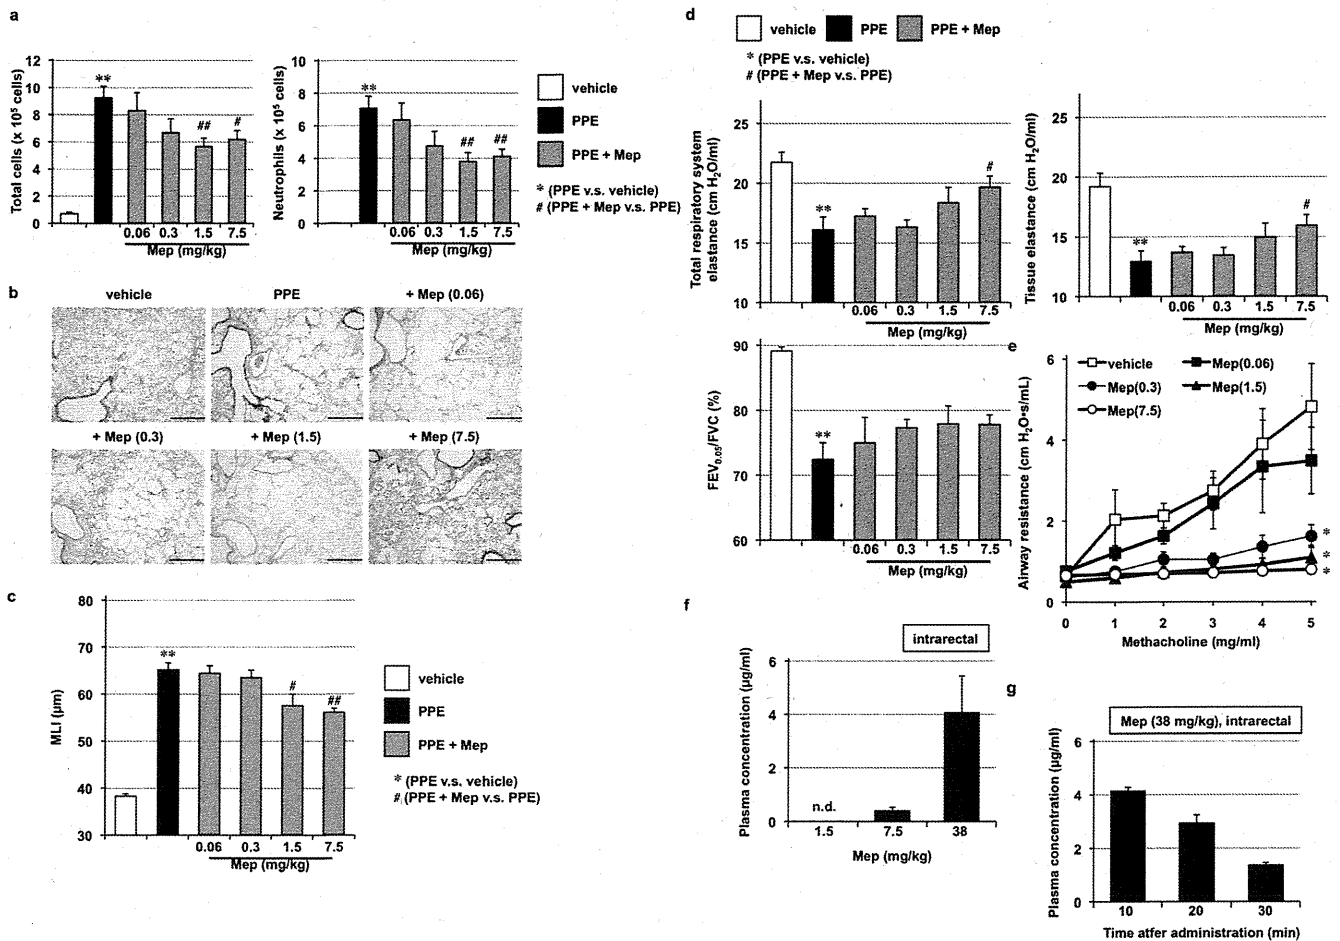 a
12
10
8
6
4
2
0
Total cells (x 10⁵ cells)
**
##
#
0.06 0.3 1.5 7.5
Mep (mg/kg)
10
8
6
4
2
0
Neutrophils (x 10⁵ cells)
**
##
##
0.06 0.3 1.5 7.5
Mep (mg/kg)
vehicle
PPE
PPE + Mep
* (PPE v.s. vehicle)
# (PPE + Mep v.s. PPE)
b
vehicle PPE + Mep (0.06)
+ Mep (0.3) + Mep (1.5) + Mep (7.5)
c
80
70
60
50
40
30
MLI (μm)
**
#
##
0.06 0.3 1.5 7.5
Mep (mg/kg)
vehicle
PPE
PPE + Mep
* (PPE v.s. vehicle)
# (PPE + Mep v.s. PPE)
d
vehicle PPE PPE + Mep
* (PPE v.s. vehicle)
# (PPE + Mep v.s. PPE)
25
20
15
10
Total respiratory system
elastance (cm H₂O/ml)
**
#
0.06 0.3 1.5 7.5
Mep (mg/kg)
25
20
15
10
Tissue elastance (cm H₂O/ml)
**
#
0.06 0.3 1.5 7.5
Mep (mg/kg)
90
80
70
60
FEV₀.₀₅/FVC (%)
**
0.06 0.3 1.5 7.5
Mep (mg/kg)
e
6
4
2
0
Airway resistance (cm H₂O•s/mL)
vehicle Mep(0.06)
Mep(0.3) Mep(1.5)
Mep(7.5)
*
*
*
0 1 2 3 4 5
Methacholine (mg/ml)
f
intrarectal
6
4
2
0
Plasma concentration (μg/ml)
n.d.
1.5 7.5 38
Mep (mg/kg)
g
Mep (38 mg/kg), intrarectal
6
4
2
0
Plasma concentration (μg/ml)
10 20 30
Time atfer administration (min)